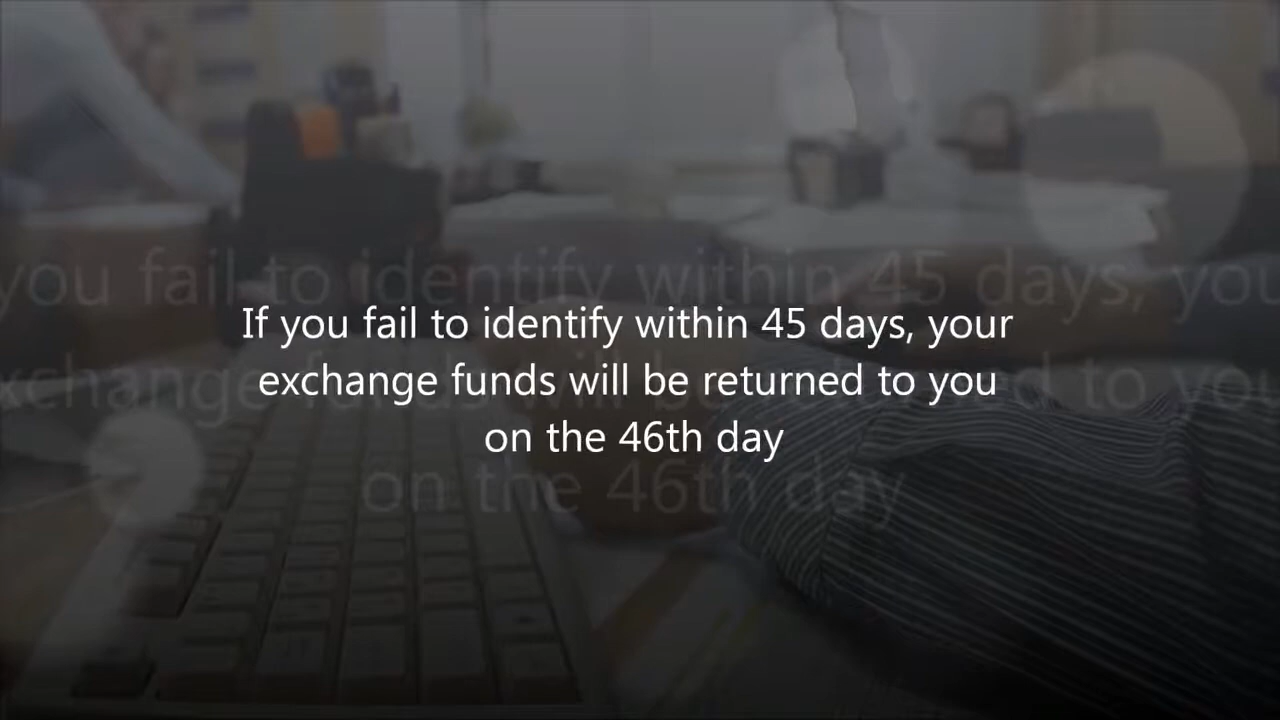 If you fail to identify within 45 days, your
exchange funds will be returned to you
on the 46th day